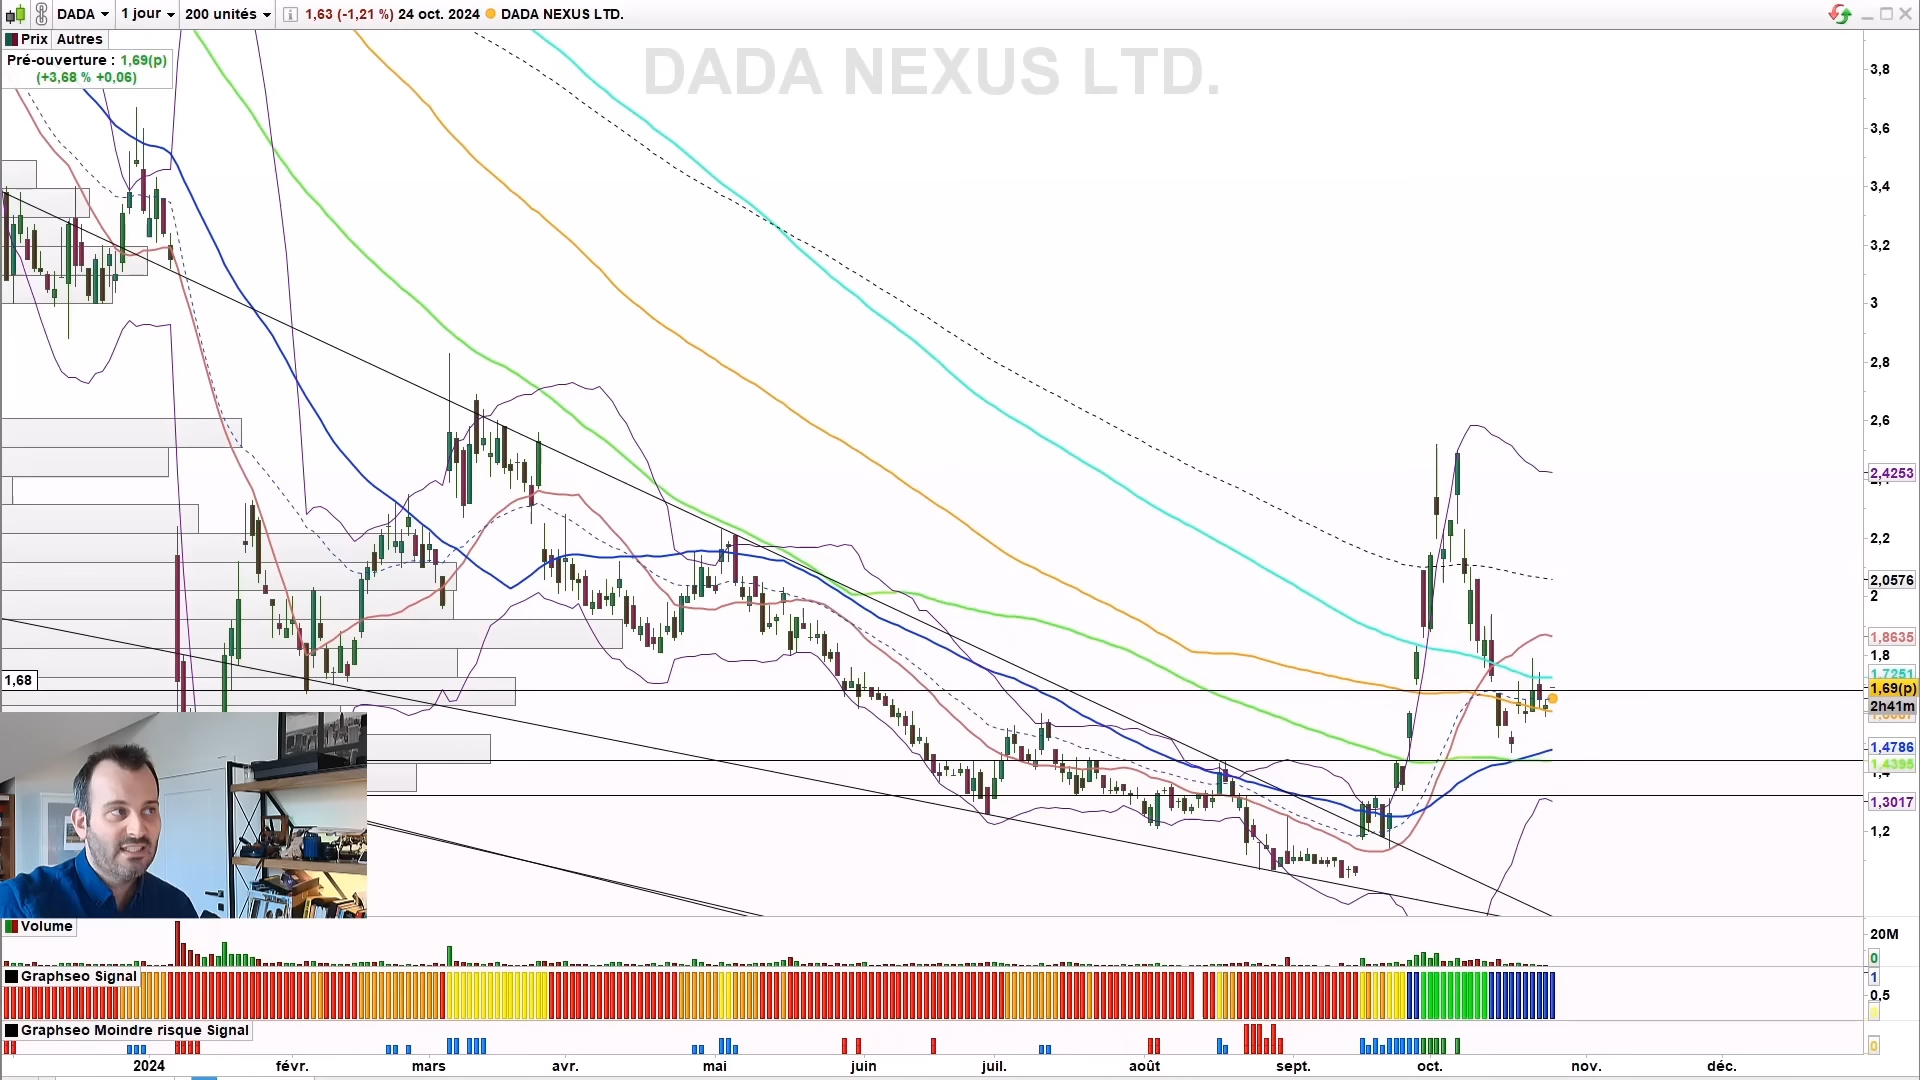 DADA 1 jour 200 unités 1,63 (-1,21 %) 24 oct. 2024 DADA NEXUS LTD.
Prix Autres
Pré-ouverture : 1,69(p)
(+3,68 % +0,06)
DADA NEXUS LTD.
3,8
3,6
3,4
3,2
3
2,8
2,6
2,4253
2,2
2,0576
2
1,8635
1,8
1,7251
1,68
1,69(p)
2h41m
1,4786
1,4395
1,3017
1,2
Volume
20M
0
Graphseo Signal
1
0,5
Graphseo Moindre risque Signal
0
2024 févr. mars avr. mai juin juil. août sept. oct. nov. déc.